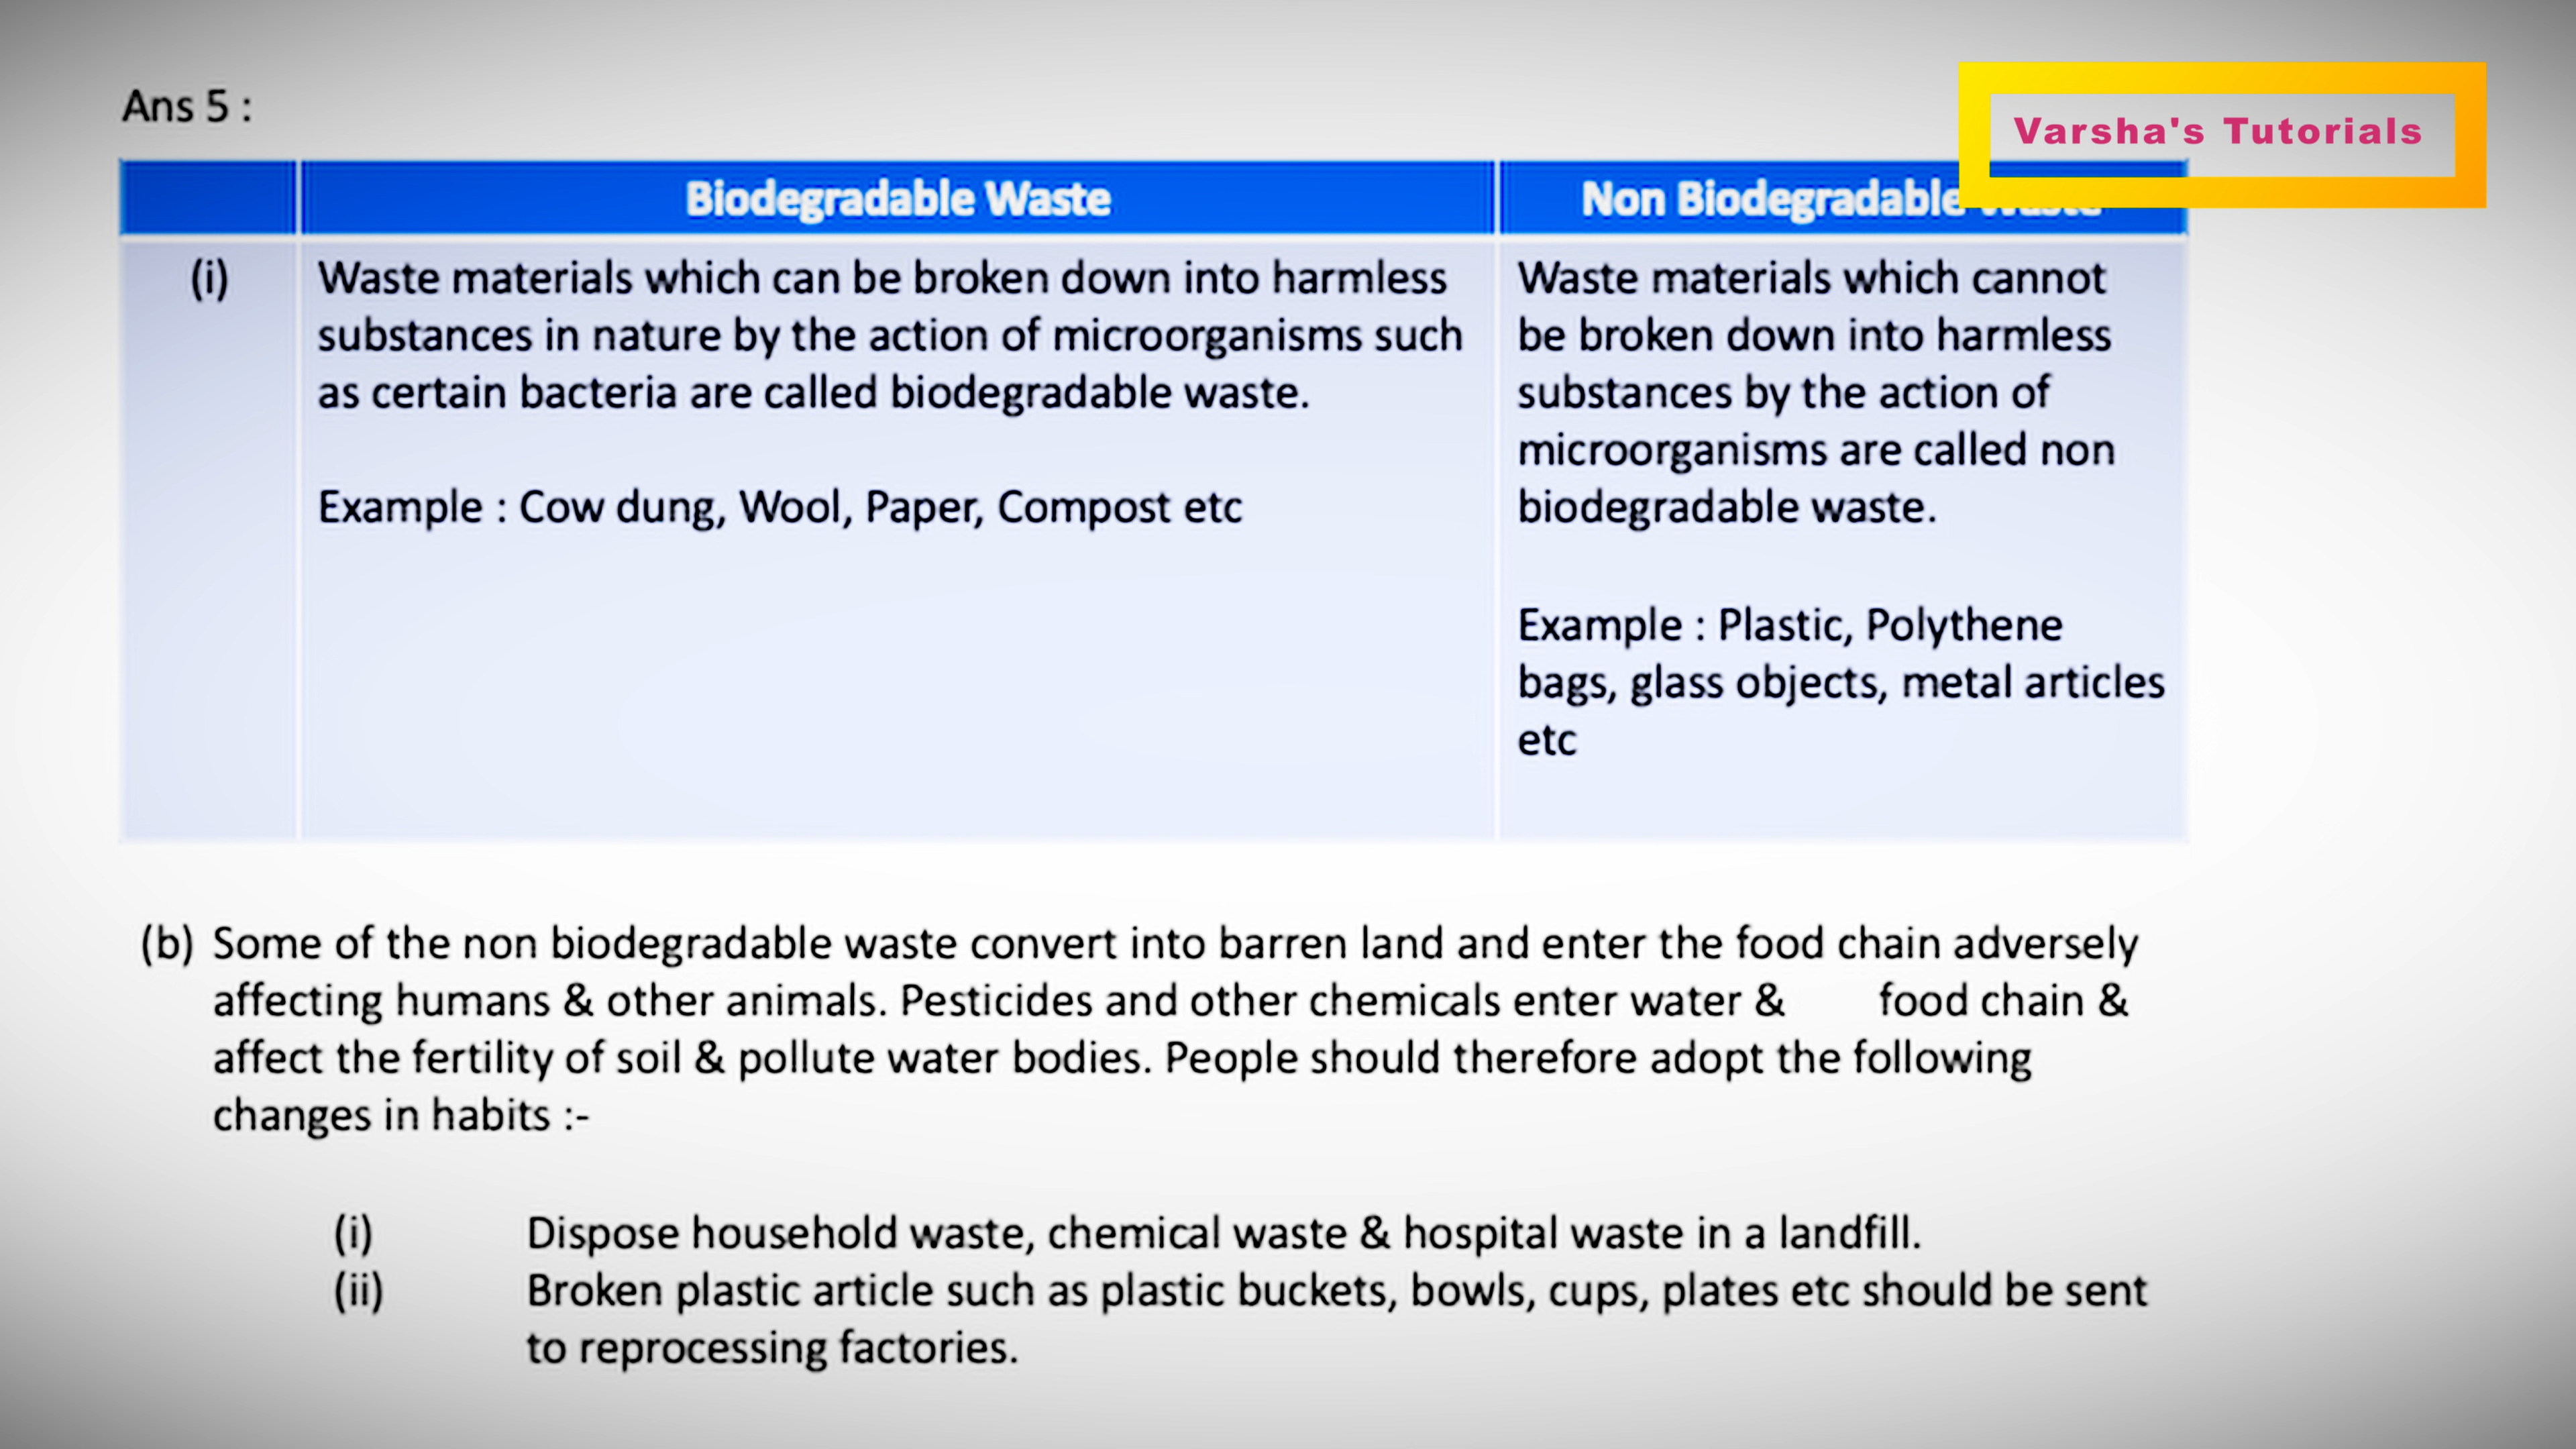 Ans 5 :
Varsha's Tutorials
Biodegradable Waste
Non Biodegradable
(i)
Waste materials which can be broken down into harmless
substances in nature by the action of microorganisms such
as certain bacteria are called biodegradable waste.
Example : Cow dung, Wool, Paper, Compost etc
Waste materials which cannot
be broken down into harmless
substances by the action of
microorganisms are called non
biodegradable waste.
Example : Plastic, Polythene
bags, glass objects, metal articles
etc
(b) Some of the non biodegradable waste convert into barren land and enter the food chain adversely
affecting humans & other animals. Pesticides and other chemicals enter water & food chain &
affect the fertility of soil & pollute water bodies. People should therefore adopt the following
changes in habits :-
(i) Dispose household waste, chemical waste & hospital waste in a landfill.
(ii) Broken plastic article such as plastic buckets, bowls, cups, plates etc should be sent
to reprocessing factories.